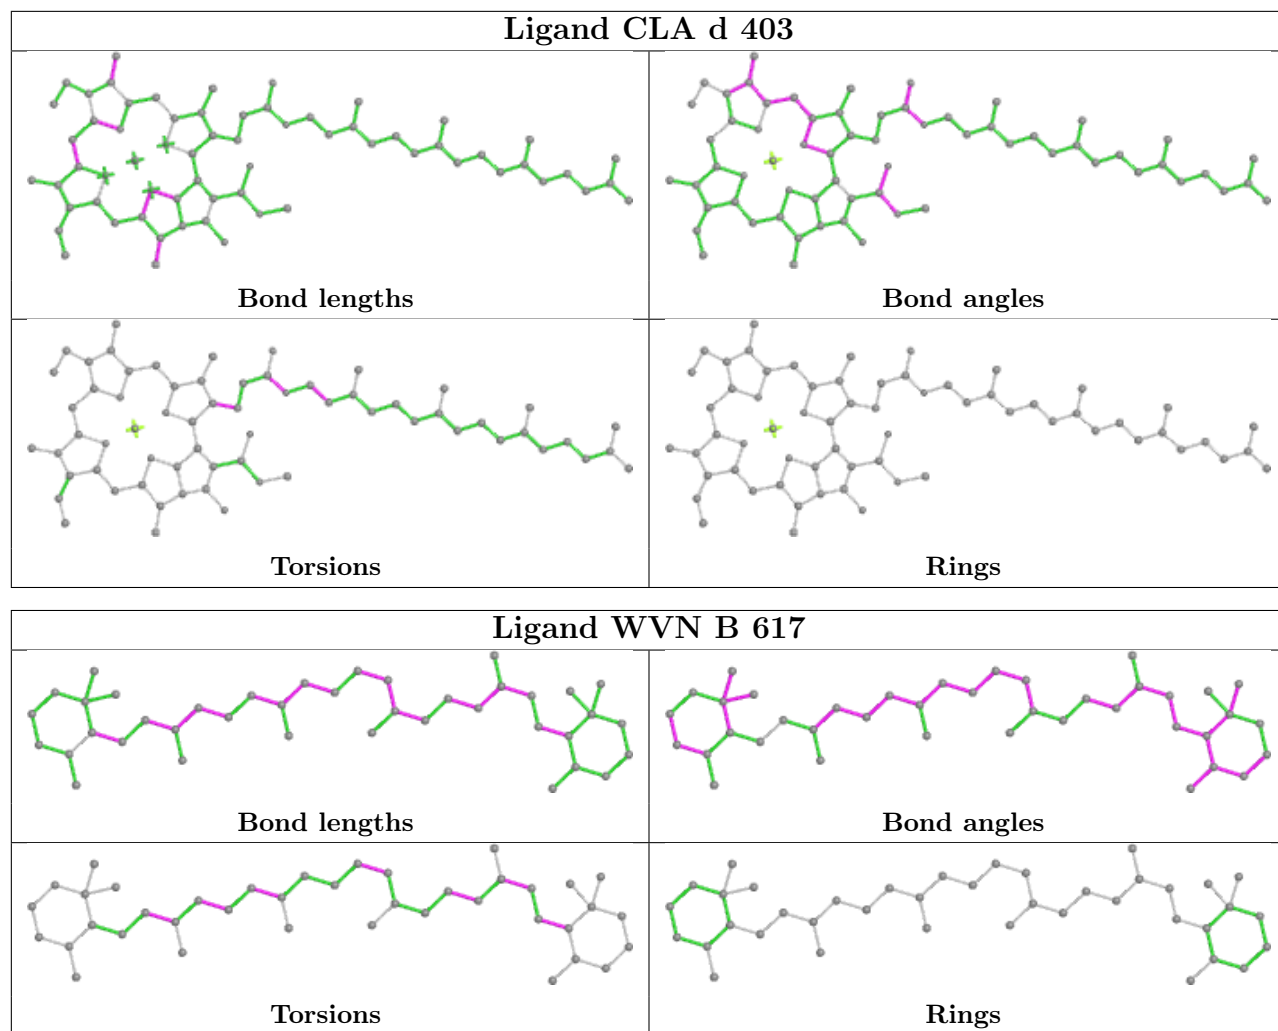 Ligand CLA d 403
Bond lengths
Bond angles
Torsions
Rings
Ligand WVN B 617
Bond lengths
Bond angles
Torsions
Rings